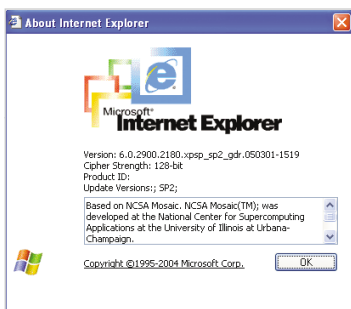 About Internet Explorer
Microsoft®
Internet Explorer
Version: 6.0.2900.2180.xpsp_sp2_gdr.050301-1519
Cipher Strength: 128-bit
Product ID:
Update Versions:; SP2;
Based on NCSA Mosaic. NCSA Mosaic(TM); was
developed at the National Center for Supercomputing
Applications at the University of Illinois at Urbana-
Champaign.
Copyright ©1995-2004 Microsoft Corp.
OK